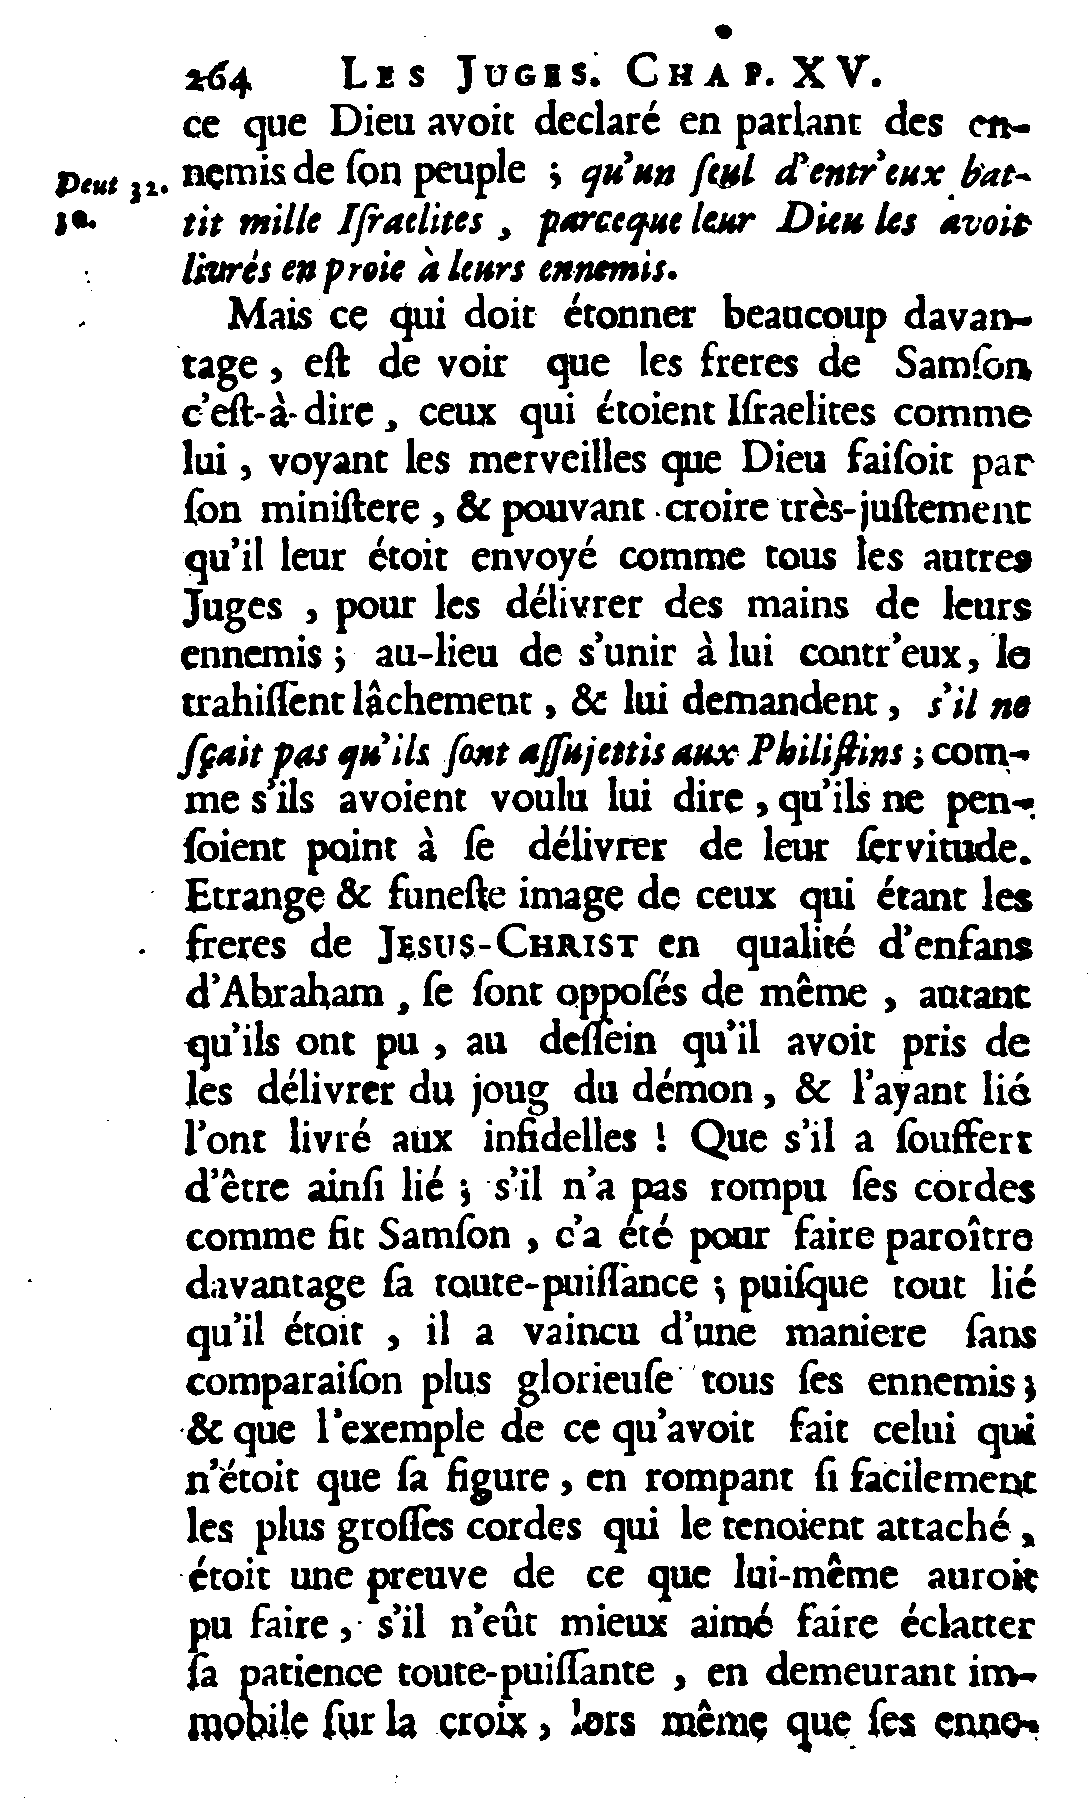 264 LES JUGES. CHAP. XV.
ce que Dieu avoit declaré en parlant des en-
nemis de ſon peuple ; qu'un ſeul d'entr'eux bat-
Deut 32.
30.
tit mille Iſraelites, parceque leur Dieu les avoit
livrés en proie à leurs ennemis.
Mais ce qui doit étonner beaucoup davan-
tage, eſt de voir que les freres de Samſon
c'eſt-à-dire, ceux qui étoient Iſraelites comme
lui, voyant les merveilles que Dieu faiſoit par
ſon miniſtere, & pouvant croire très-juſtement
qu'il leur étoit envoyé comme tous les autres
Juges, pour les délivrer des mains de leurs
ennemis ; au-lieu de s'unir à lui contr'eux, le
trahiſſent lâchement, & lui demandent, s'il ne
ſçait pas qu'ils ſont aſſujettis aux Philiſtins ; com-
me s'ils avoient voulu lui dire, qu'ils ne pen-
ſoient point à ſe délivrer de leur ſervitude.
Etrange & funeſte image de ceux qui étant les
freres de JESUS-CHRIST en qualité d'enfans
d'Abraham, ſe ſont oppoſés de même, autant
qu'ils ont pu, au deſſein qu'il avoit pris de
les délivrer du joug du démon, & l'ayant lié
l'ont livré aux infidelles ! Que s'il a ſouffert
d'être ainſi lié ; s'il n'a pas rompu ſes cordes
comme fit Samſon, c'a été pour faire paroître
davantage ſa toute-puiſſance ; puiſque tout lié
qu'il étoit, il a vaincu d'une maniere ſans
comparaiſon plus glorieuſe tous ſes ennemis ;
& que l'exemple de ce qu'avoit fait celui qui
n'étoit que ſa figure, en rompant ſi facilement
les plus groſſes cordes qui le tenoient attaché,
étoit une preuve de ce que lui-même auroit
pu faire, s'il n'eût mieux aimé faire éclatter
ſa patience toute-puiſſante, en demeurant im-
mobile ſur la croix, lors même que ſes enne-